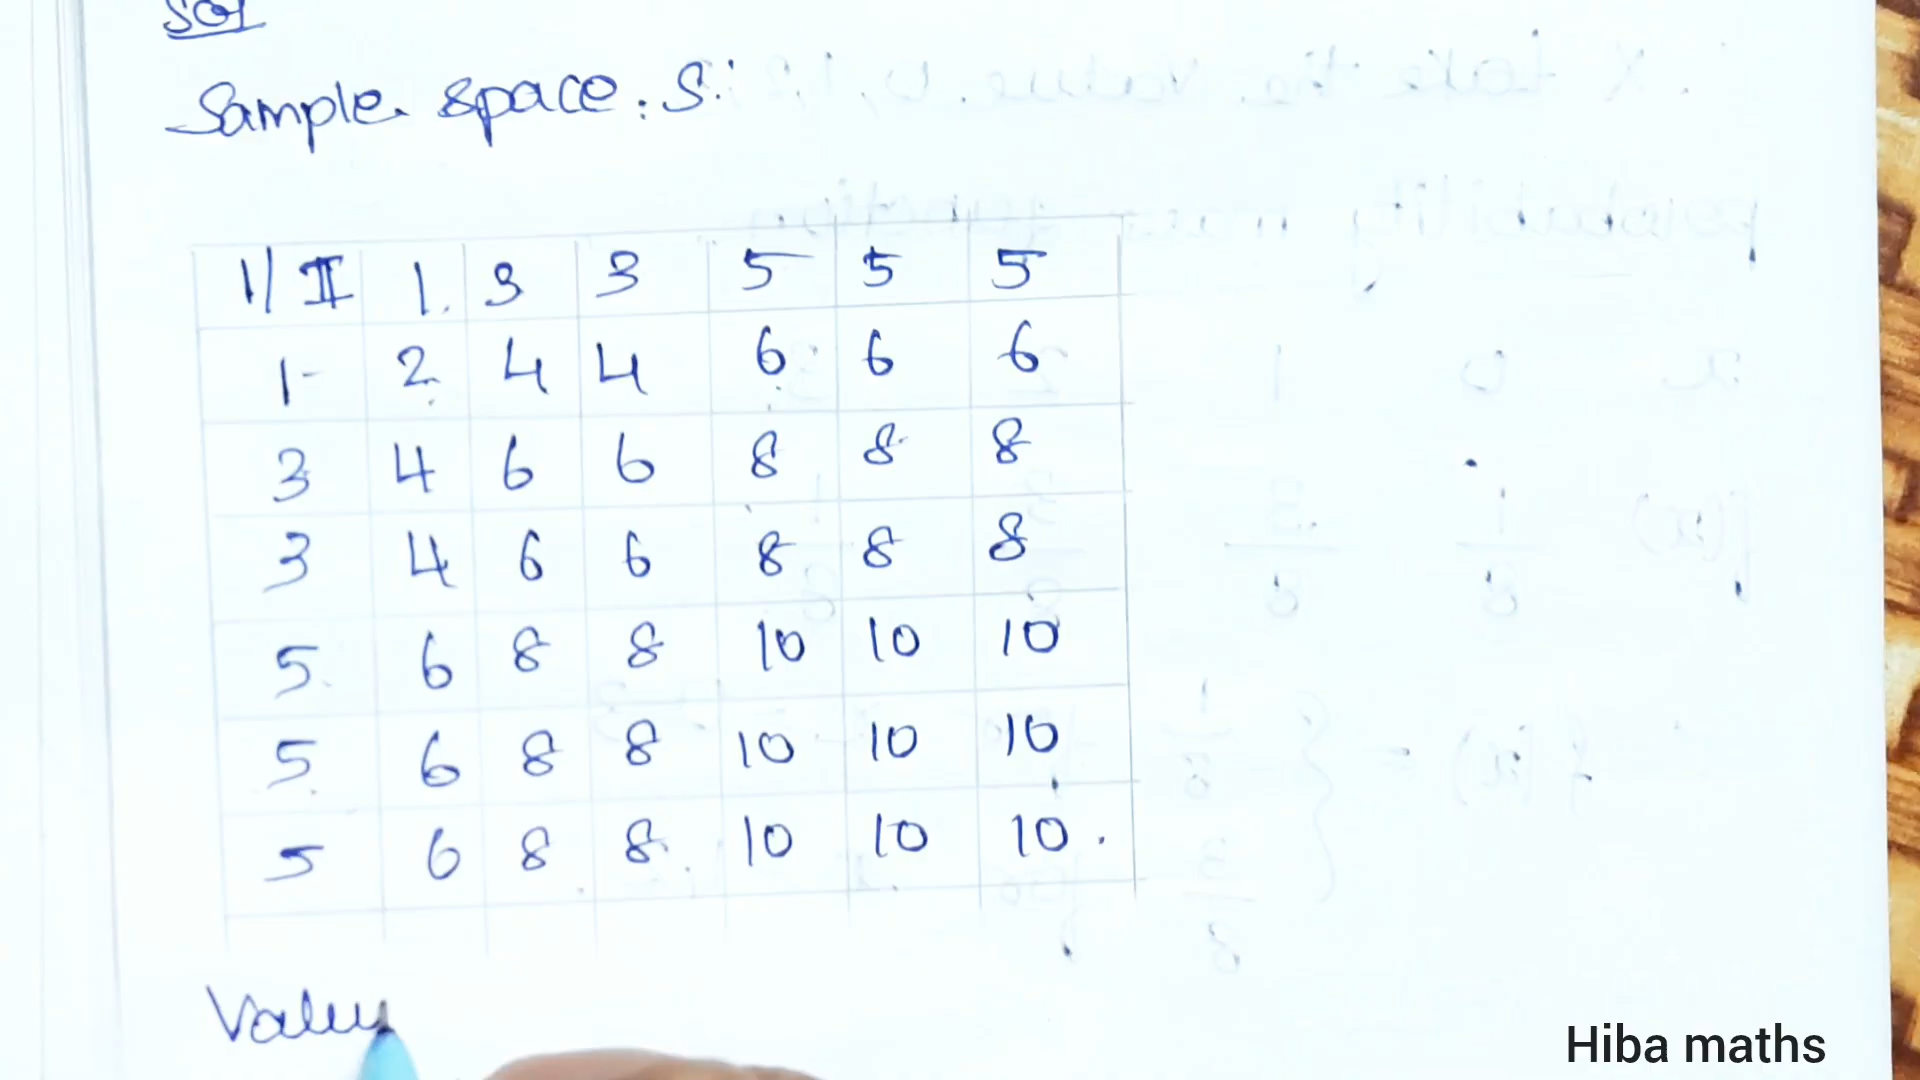 Sol
Sample space : S:
1/II 1 3 3 5 5 5
1 2 4 4 6 6 6
3 4 6 6 8 8 8
3 4 6 6 8 8 8
5 6 8 8 10 10 10
5 6 8 8 10 10 10
5 6 8 8 10 10 10
Valu
Hiba maths